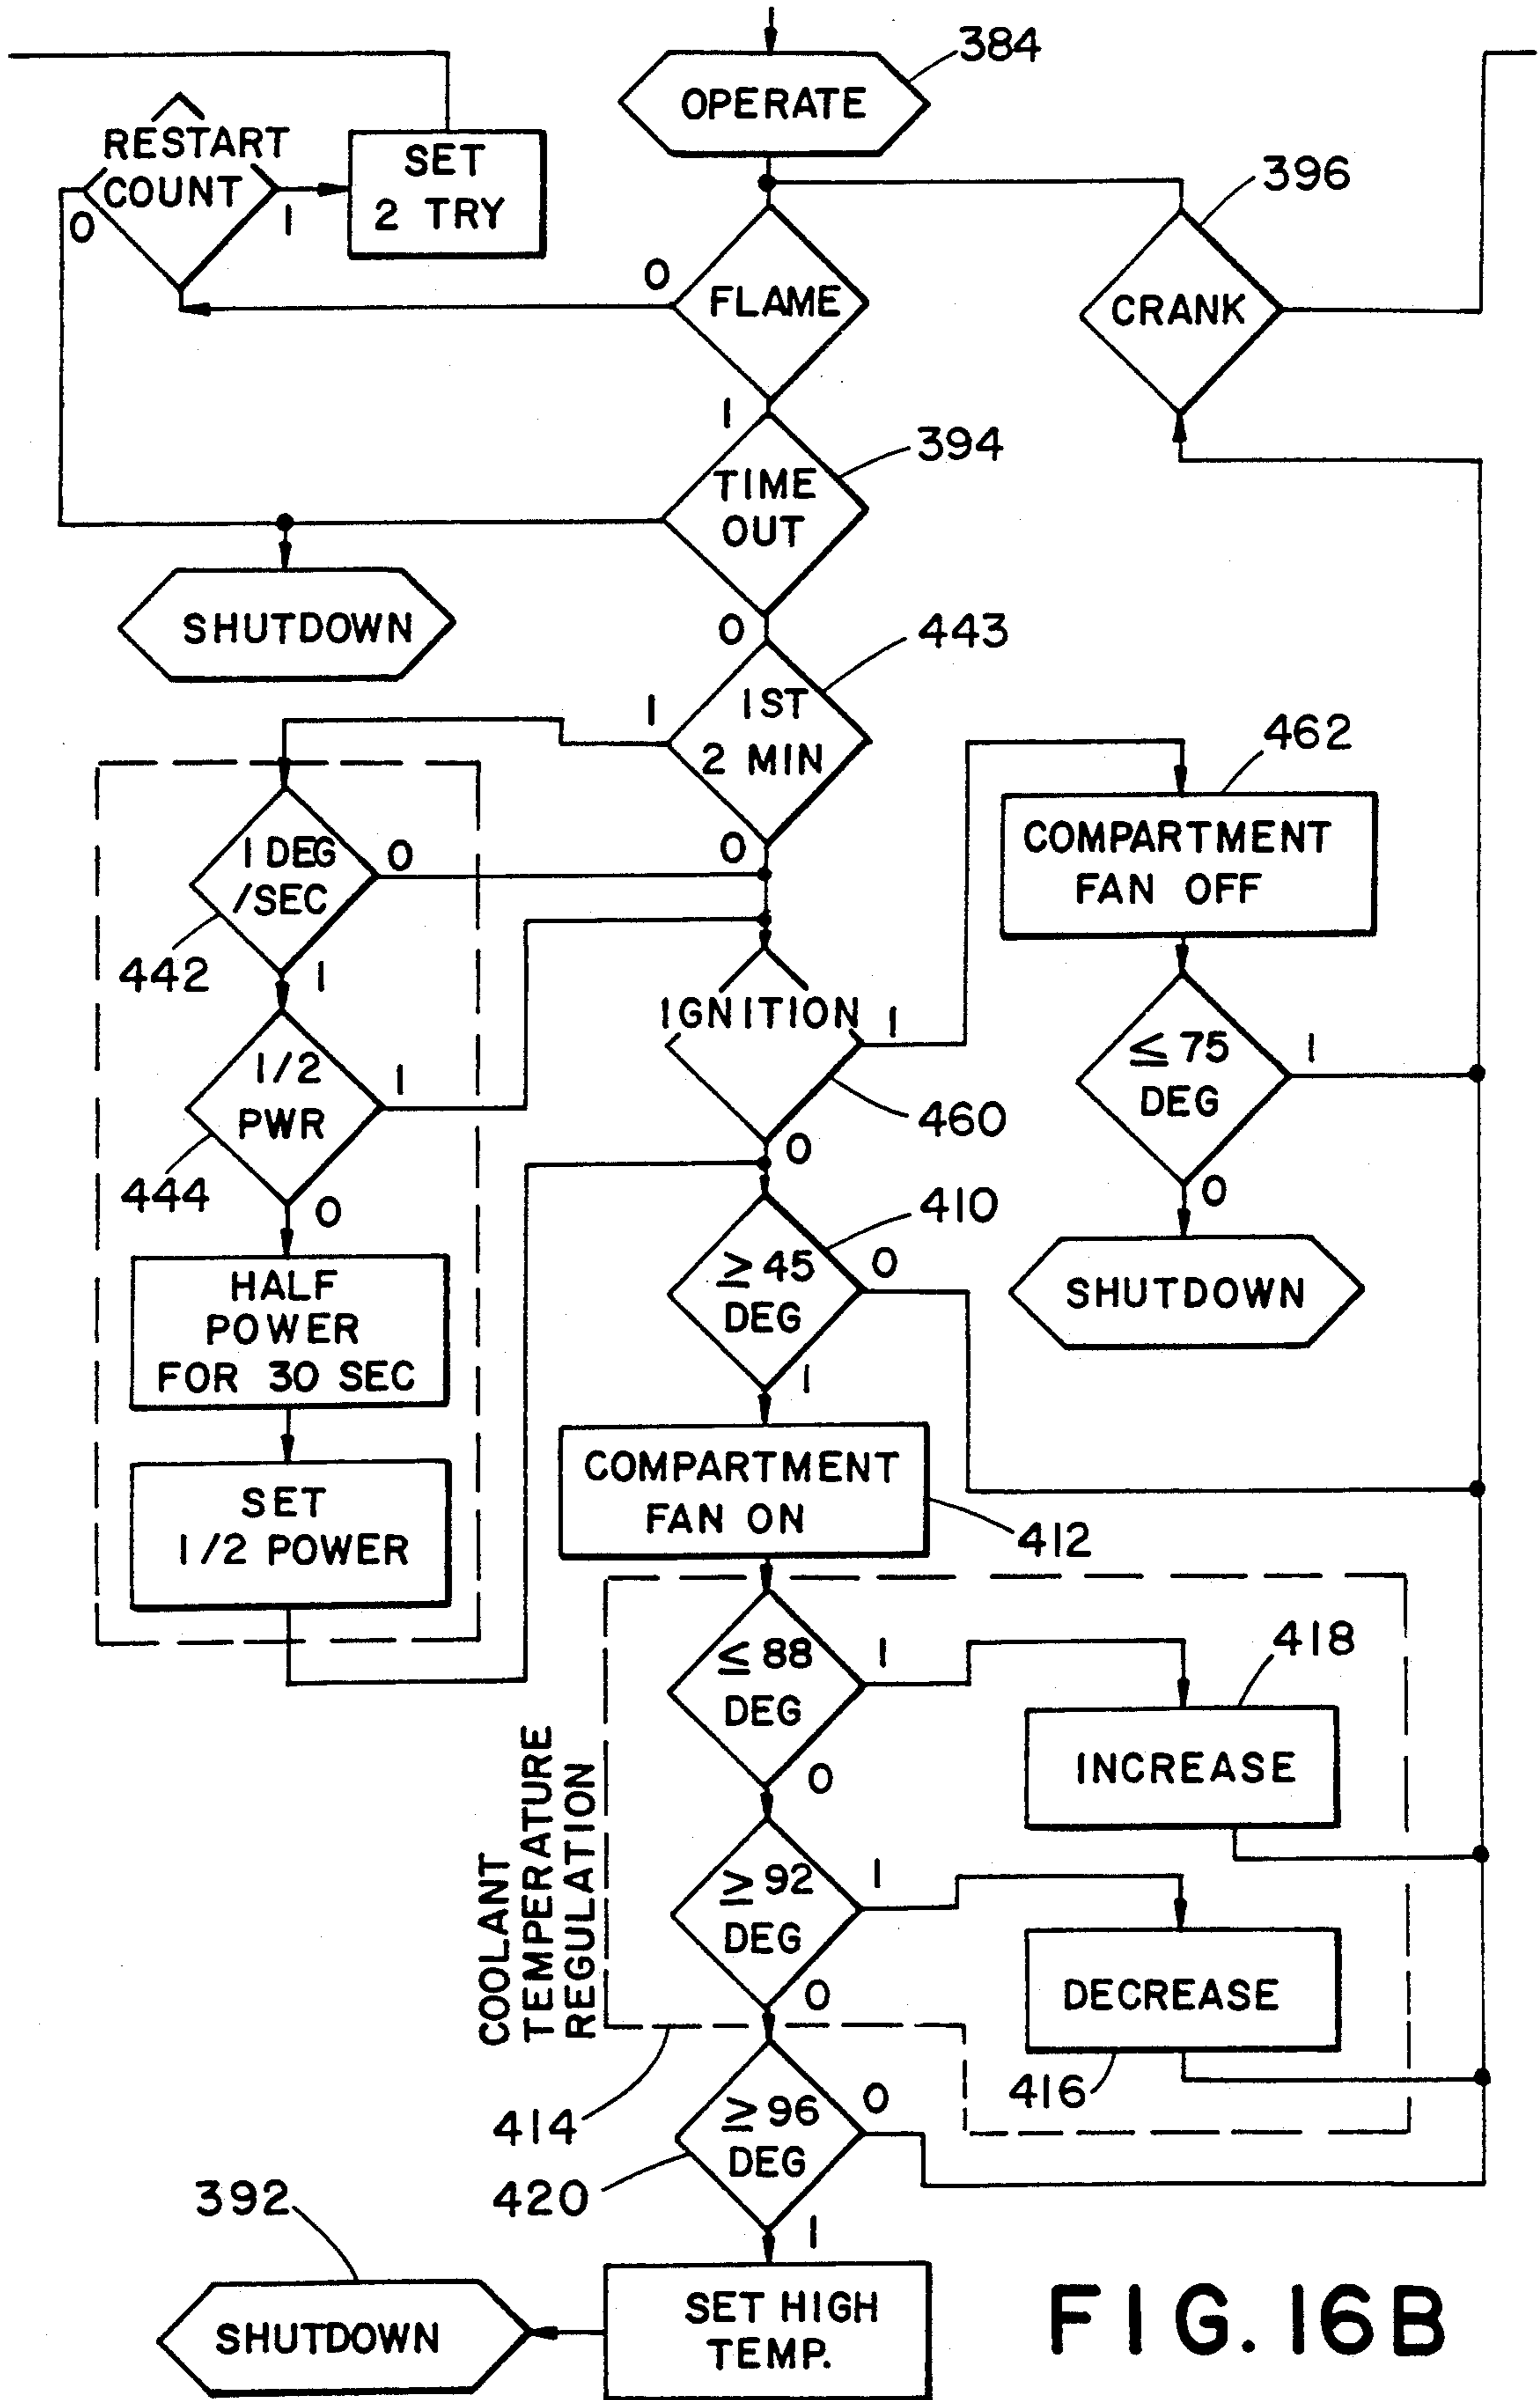 384
OPERATE
RESTART
COUNT
0
1
SET
2 TRY
396
CRANK
0
FLAME
1
394
TIME
OUT
SHUTDOWN
0
443
1ST
2 MIN
1
0
462
COMPARTMENT
FAN OFF
1 DEG
/SEC
0
442
1
IGNITION
1
460
0
≤ 75
DEG
1
0
SHUTDOWN
1/2
PWR
1
444
0
410
≥ 45
DEG
0
1
HALF
POWER
FOR 30 SEC
SET
1/2 POWER
COMPARTMENT
FAN ON
412
≤ 88
DEG
1
0
418
INCREASE
COOLANT
TEMPERATURE
REGULATION
≥ 92
DEG
1
0
DECREASE
416
414
≥ 96
DEG
0
420
1
392
SHUTDOWN
SET HIGH
TEMP.
FIG. 16B